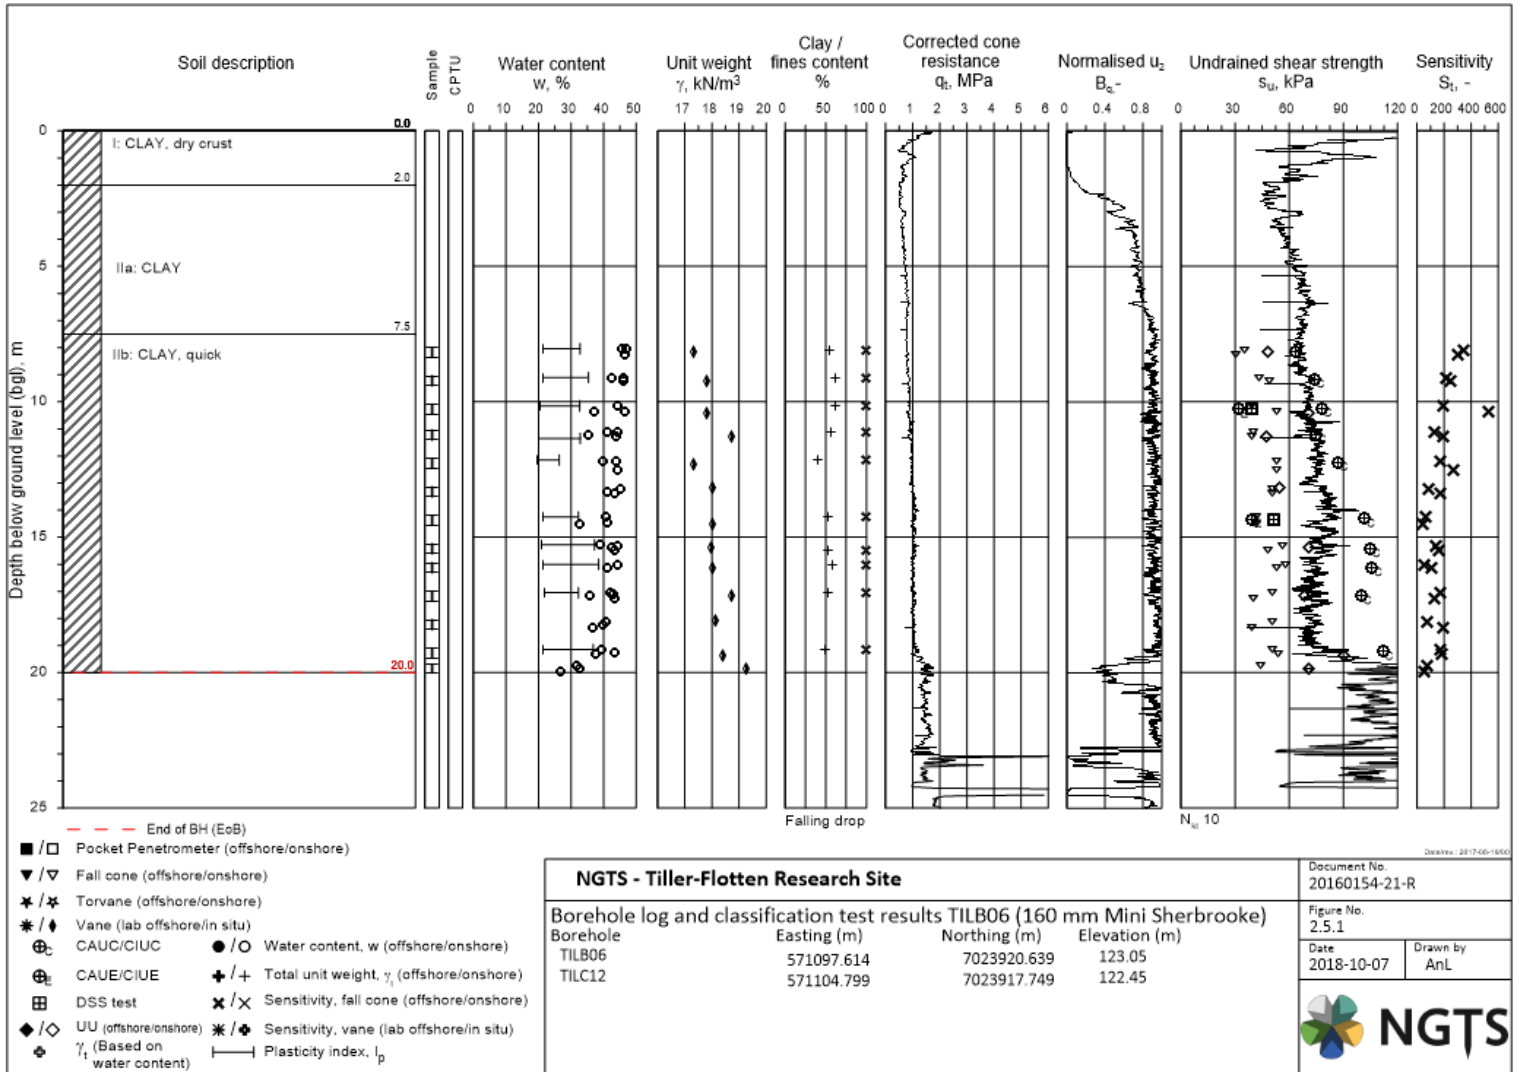 Soil description
Sample
CPTU
Water content
w, %
Unit weight
γ, kN/m³
Clay /
fines content
%
Corrected cone
resistance
qt, MPa
Normalised u₂
Bq,-
Undrained shear strength
su, kPa
Sensitivity
St, -
0 10 20 30 40 50
17 18 19 20
0 50 100
0 1 2 3 4 5 6
0 0.4 0.8
0 30 60 90 120
0 200 400 600
Depth below ground level (bgl), m
0
5
10
15
20
25
0.0
I: CLAY, dry crust
2.0
IIa: CLAY
7.5
IIb: CLAY, quick
20.0
C
C
C
C
C
C
C
C
C
C
Falling drop
Nkt 10
End of BH (EoB)
/ Pocket Penetrometer (offshore/onshore)
/ Fall cone (offshore/onshore)
/ Torvane (offshore/onshore)
/ Vane (lab offshore/in situ)
C CAUC/CIUC
E CAUE/CIUE
DSS test
/ UU (offshore/onshore)
γt (Based on
water content)
/ Water content, w (offshore/onshore)
/ Total unit weight, γt (offshore/onshore)
/ Sensitivity, fall cone (offshore/onshore)
/ Sensitivity, vane (lab offshore/in situ)
Plasticity index, Ip
NGTS - Tiller-Flotten Research Site
Borehole log and classification test results TILB06 (160 mm Mini Sherbrooke)
Borehole Easting (m) Northing (m) Elevation (m)
TILB06 571097.614 7023920.639 123.05
TILC12 571104.799 7023917.749 122.45
Document No.
20160154-21-R
Figure No.
2.5.1
Date
2018-10-07
Drawn by
AnL
NGTS